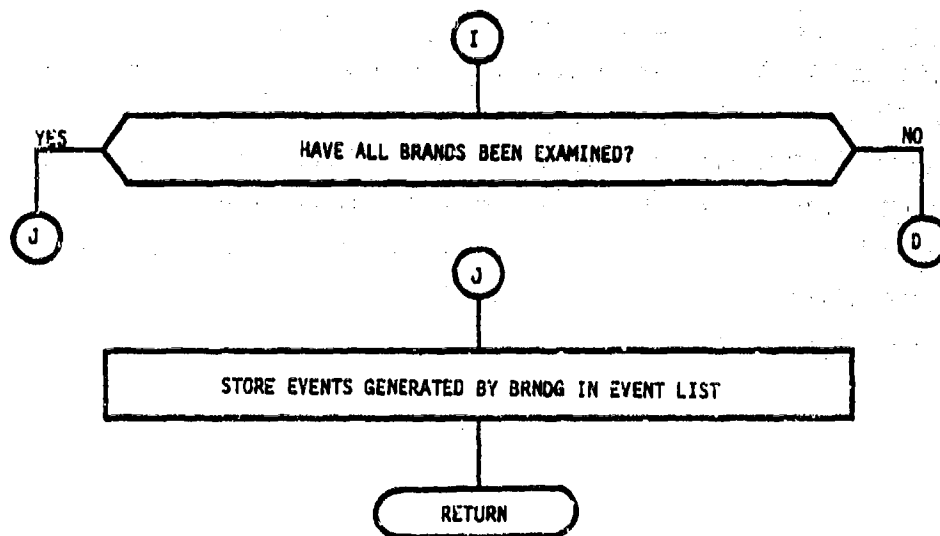 I
YES
HAVE ALL BRANDS BEEN EXAMINED?
NO
J
D
J
STORE EVENTS GENERATED BY BRNDG IN EVENT LIST
RETURN